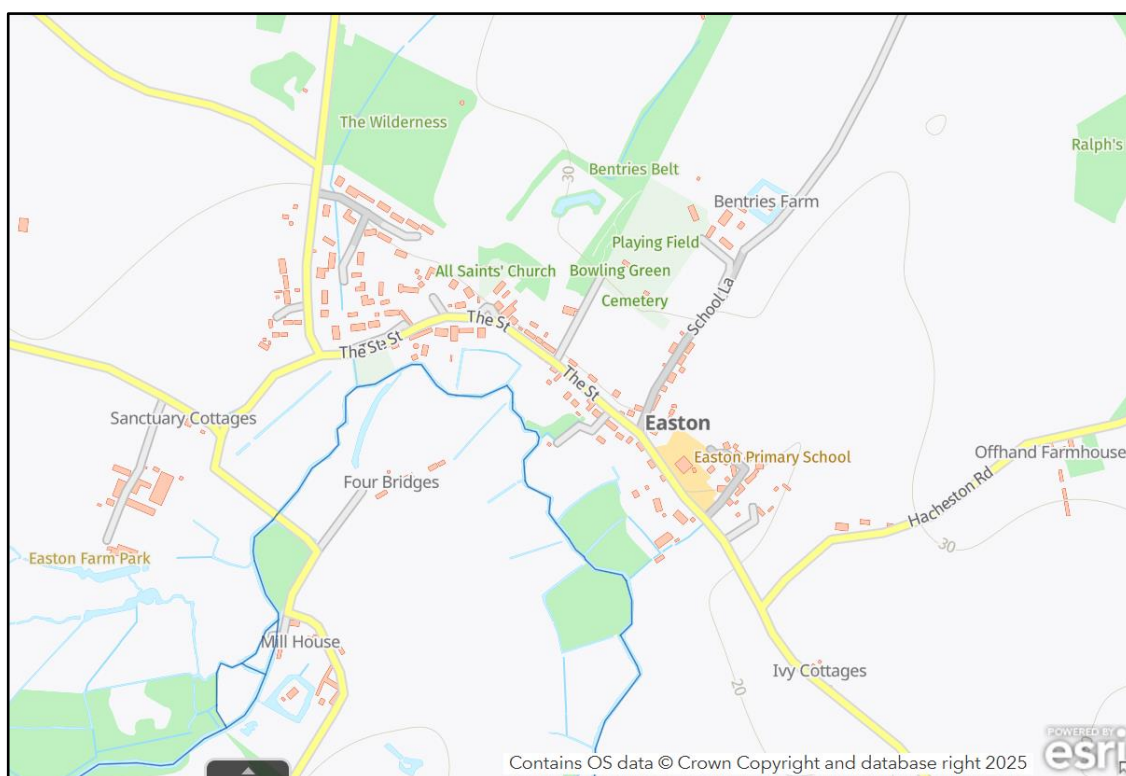 The Wilderness
Ralph's
Bentries Belt
30
Bentries Farm
Playing Field
All Saints' Church
Bowling Green
Cemetery
School La
The St
The St
The St
Sanctuary Cottages
Easton
Easton Primary School
Offhand Farmhouse
Four Bridges
Hacheston Rd
30
Easton Farm Park
Mill House
Ivy Cottages
20
POWERED BY
esri
Contains OS data © Crown Copyright and database right 2025